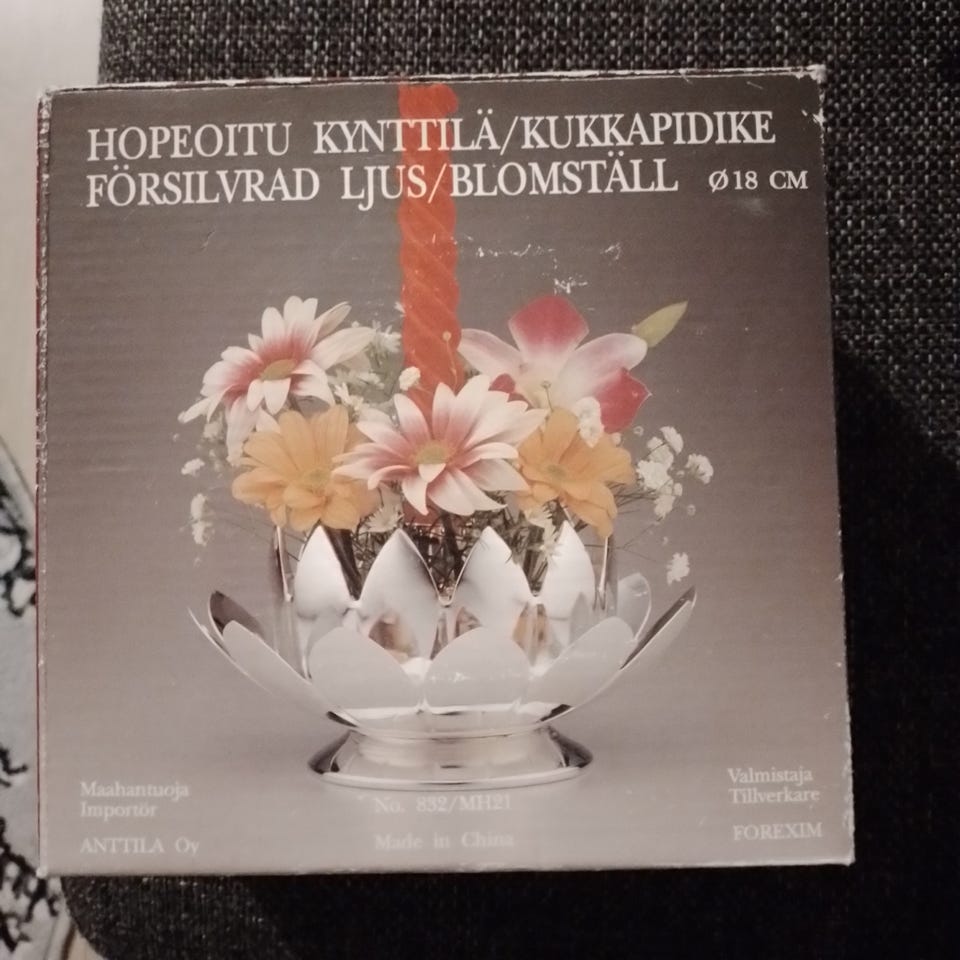 HOPEOITU KYNTTILÄ/KUKKAPIDIKE
FÖRSILVRAD LJUS/BLOMSTÄLL Ø18 CM
Maahantuoja
Importör
ANTTILA Oy
No. 832/MH21
Made in China
Valmistaja
Tillverkare
FOREXIM